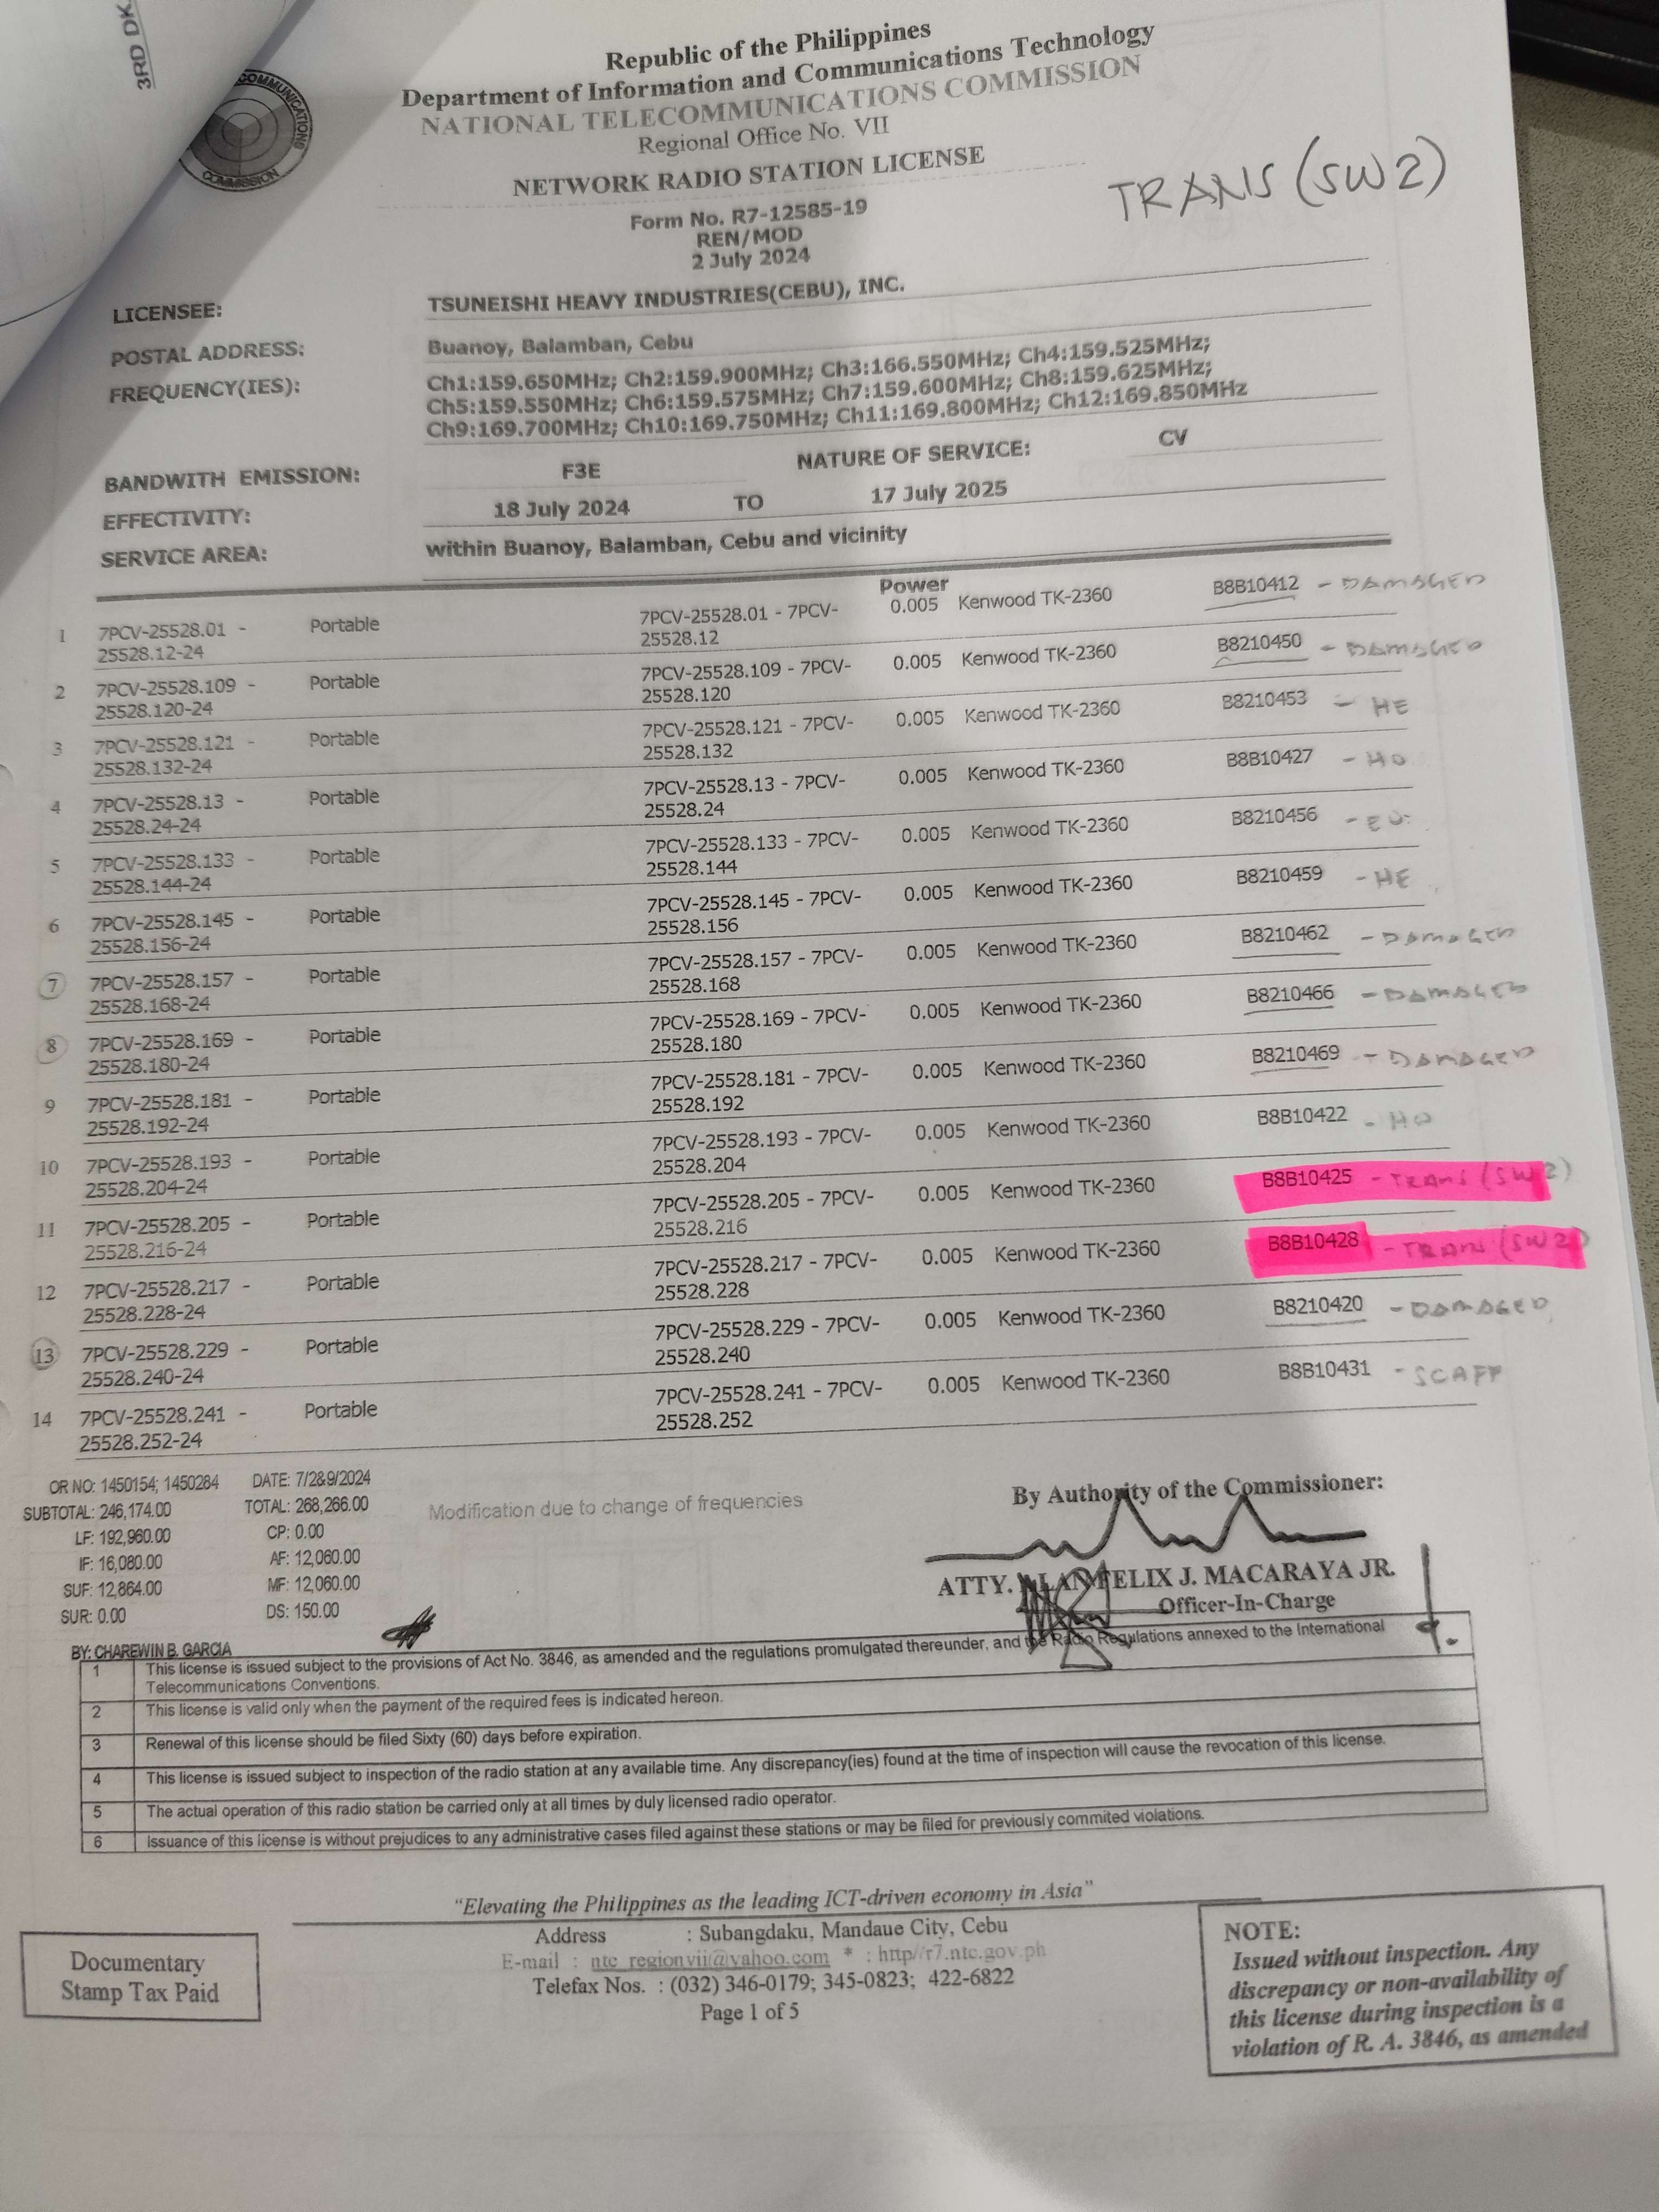 3RD DK
COMMUNICATIONS
COMMISSION
Republic of the Philippines
Department of Information and Communications Technology
NATIONAL TELECOMMUNICATIONS COMMISSION
Regional Office No. VII
NETWORK RADIO STATION LICENSE
TRANS (SW2)
Form No. R7-12585-19
REN/MOD
2 July 2024
LICENSEE: TSUNEISHI HEAVY INDUSTRIES(CEBU), INC.
POSTAL ADDRESS: Buanoy, Balamban, Cebu
FREQUENCY(IES): Ch1:159.650MHz; Ch2:159.900MHz; Ch3:166.550MHz; Ch4:159.525MHz;
Ch5:159.550MHz; Ch6:159.575MHz; Ch7:159.600MHz; Ch8:159.625MHz;
Ch9:169.700MHz; Ch10:169.750MHz; Ch11:169.800MHz; Ch12:169.850MHz
BANDWITH EMISSION: F3E NATURE OF SERVICE: CV
EFFECTIVITY: 18 July 2024 TO 17 July 2025
SERVICE AREA: within Buanoy, Balamban, Cebu and vicinity
Power
1 7PCV-25528.01 - Portable 7PCV-25528.01 - 7PCV- 0.005 Kenwood TK-2360 B8B10412 - DAMAGED
25528.12-24 25528.12
2 7PCV-25528.109 - Portable 7PCV-25528.109 - 7PCV- 0.005 Kenwood TK-2360 B8210450 - DAMAGED
25528.120-24 25528.120
3 7PCV-25528.121 - Portable 7PCV-25528.121 - 7PCV- 0.005 Kenwood TK-2360 B8210453 - HE
25528.132-24 25528.132
4 7PCV-25528.13 - Portable 7PCV-25528.13 - 7PCV- 0.005 Kenwood TK-2360 B8B10427 - HO
25528.24-24 25528.24
5 7PCV-25528.133 - Portable 7PCV-25528.133 - 7PCV- 0.005 Kenwood TK-2360 B8210456
25528.144-24 25528.144
6 7PCV-25528.145 - Portable 7PCV-25528.145 - 7PCV- 0.005 Kenwood TK-2360 B8210459 - HE
25528.156-24 25528.156
7 7PCV-25528.157 - Portable 7PCV-25528.157 - 7PCV- 0.005 Kenwood TK-2360 B8210462 - DAMAGED
25528.168-24 25528.168
8 7PCV-25528.169 - Portable 7PCV-25528.169 - 7PCV- 0.005 Kenwood TK-2360 B8210466 - DAMAGED
25528.180-24 25528.180
9 7PCV-25528.181 - Portable 7PCV-25528.181 - 7PCV- 0.005 Kenwood TK-2360 B8210469 - DAMAGED
25528.192-24 25528.192
10 7PCV-25528.193 - Portable 7PCV-25528.193 - 7PCV- 0.005 Kenwood TK-2360 B8B10422 - HO
25528.204-24 25528.204
11 7PCV-25528.205 - Portable 7PCV-25528.205 - 7PCV- 0.005 Kenwood TK-2360 B8B10425 - TRANS (SW2)
25528.216-24 25528.216
12 7PCV-25528.217 - Portable 7PCV-25528.217 - 7PCV- 0.005 Kenwood TK-2360 B8B10428 - TRANS (SW2)
25528.228-24 25528.228
13 7PCV-25528.229 - Portable 7PCV-25528.229 - 7PCV- 0.005 Kenwood TK-2360 B8210420 - DAMAGED
25528.240-24 25528.240
14 7PCV-25528.241 - Portable 7PCV-25528.241 - 7PCV- 0.005 Kenwood TK-2360 B8B10431 - SCAFF
25528.252-24 25528.252
OR NO: 1450154; 1450284 DATE: 7/2&9/2024
SUBTOTAL: 246,174.00 TOTAL: 268,266.00 Modification due to change of frequencies
LF: 192,960.00 CP: 0.00
IF: 16,080.00 AF: 12,060.00
SUF: 12,864.00 MF: 12,060.00
SUR: 0.00 DS: 150.00
By Authority of the Commissioner:
ATTY. ALAN FELIX J. MACARAYA JR.
Officer-In-Charge
BY: CHAREWIN B. GARCIA
1 This license is issued subject to the provisions of Act No. 3846, as amended and the regulations promulgated thereunder, and the Radio Regulations annexed to the International
Telecommunications Conventions.
2 This license is valid only when the payment of the required fees is indicated hereon.
3 Renewal of this license should be filed Sixty (60) days before expiration.
4 This license is issued subject to inspection of the radio station at any available time. Any discrepancy(ies) found at the time of inspection will cause the revocation of this license.
5 The actual operation of this radio station be carried only at all times by duly licensed radio operator.
6 Issuance of this license is without prejudices to any administrative cases filed against these stations or may be filed for previously commited violations.
"Elevating the Philippines as the leading ICT-driven economy in Asia"
Address : Subangdaku, Mandaue City, Cebu
E-mail : ntc_regionvii@yahoo.com * : http//r7.ntc.gov.ph
Telefax Nos. : (032) 346-0179; 345-0823; 422-6822
Page 1 of 5
Documentary
Stamp Tax Paid
NOTE:
Issued without inspection. Any
discrepancy or non-availability of
this license during inspection is a
violation of R. A. 3846, as amended